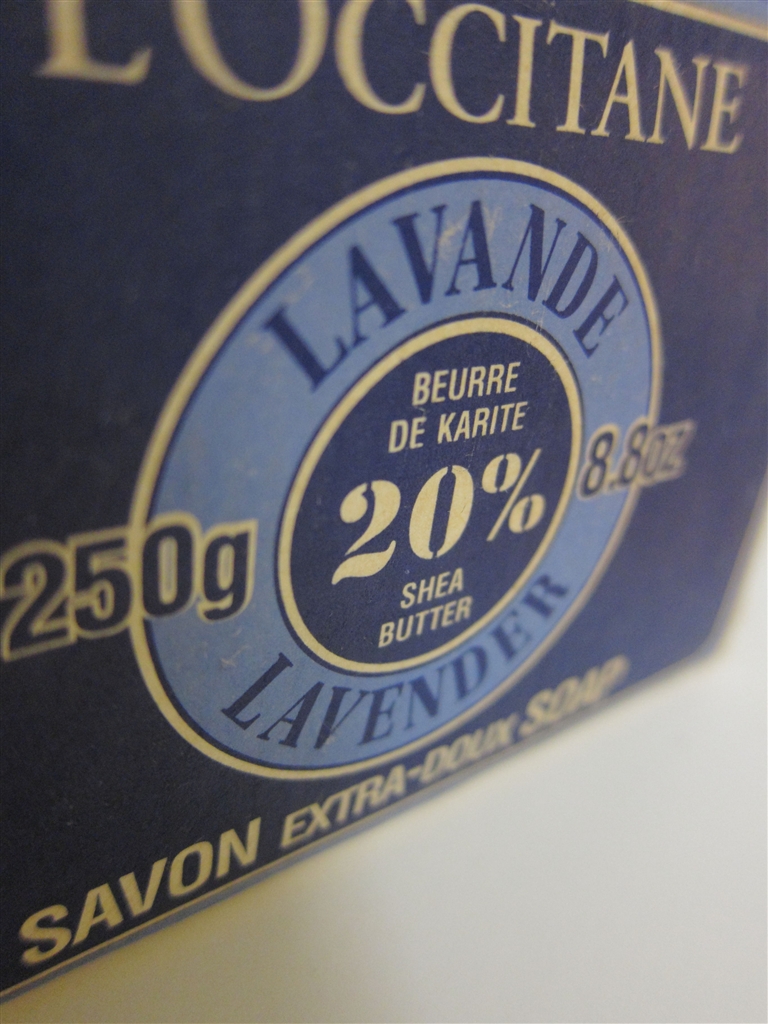 L'OCCITANE
LAVANDE
BEURRE
DE KARITE
20%
SHEA
BUTTER
250g
8.8oz
LAVENDER
SAVON EXTRA-DOUX SOAP